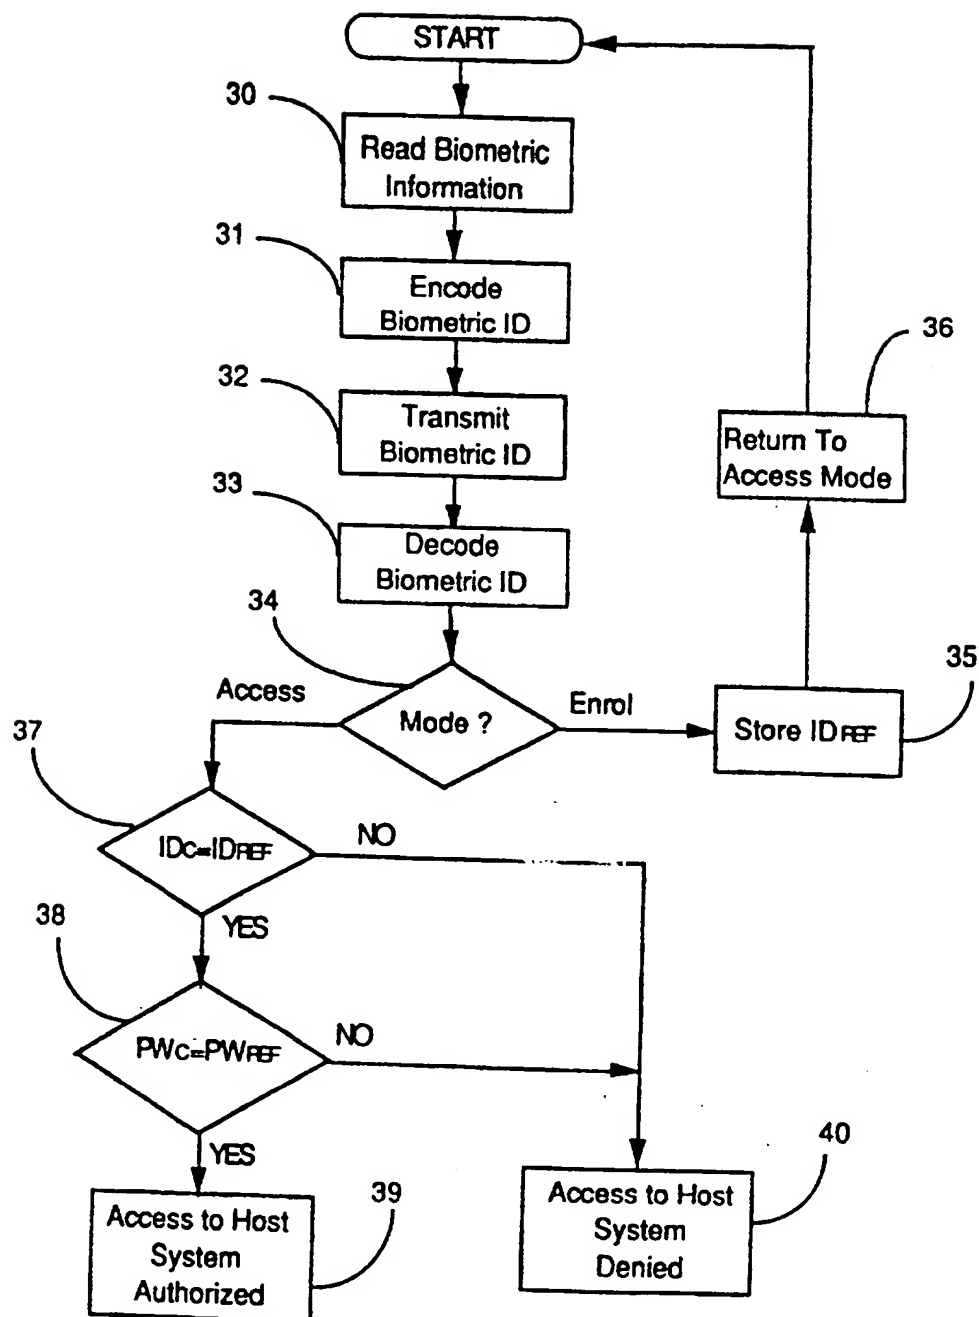 START
30
Read Biometric
Information
31
Encode
Biometric ID
32
Transmit
Biometric ID
33
Decode
Biometric ID
36
Return To
Access Mode
34
Mode ?
Access
Enrol
35
Store IDREF
37
IDC=IDREF
NO
YES
38
PWC=PWREF
NO
YES
39
Access to Host
System
Authorized
40
Access to Host
System
Denied